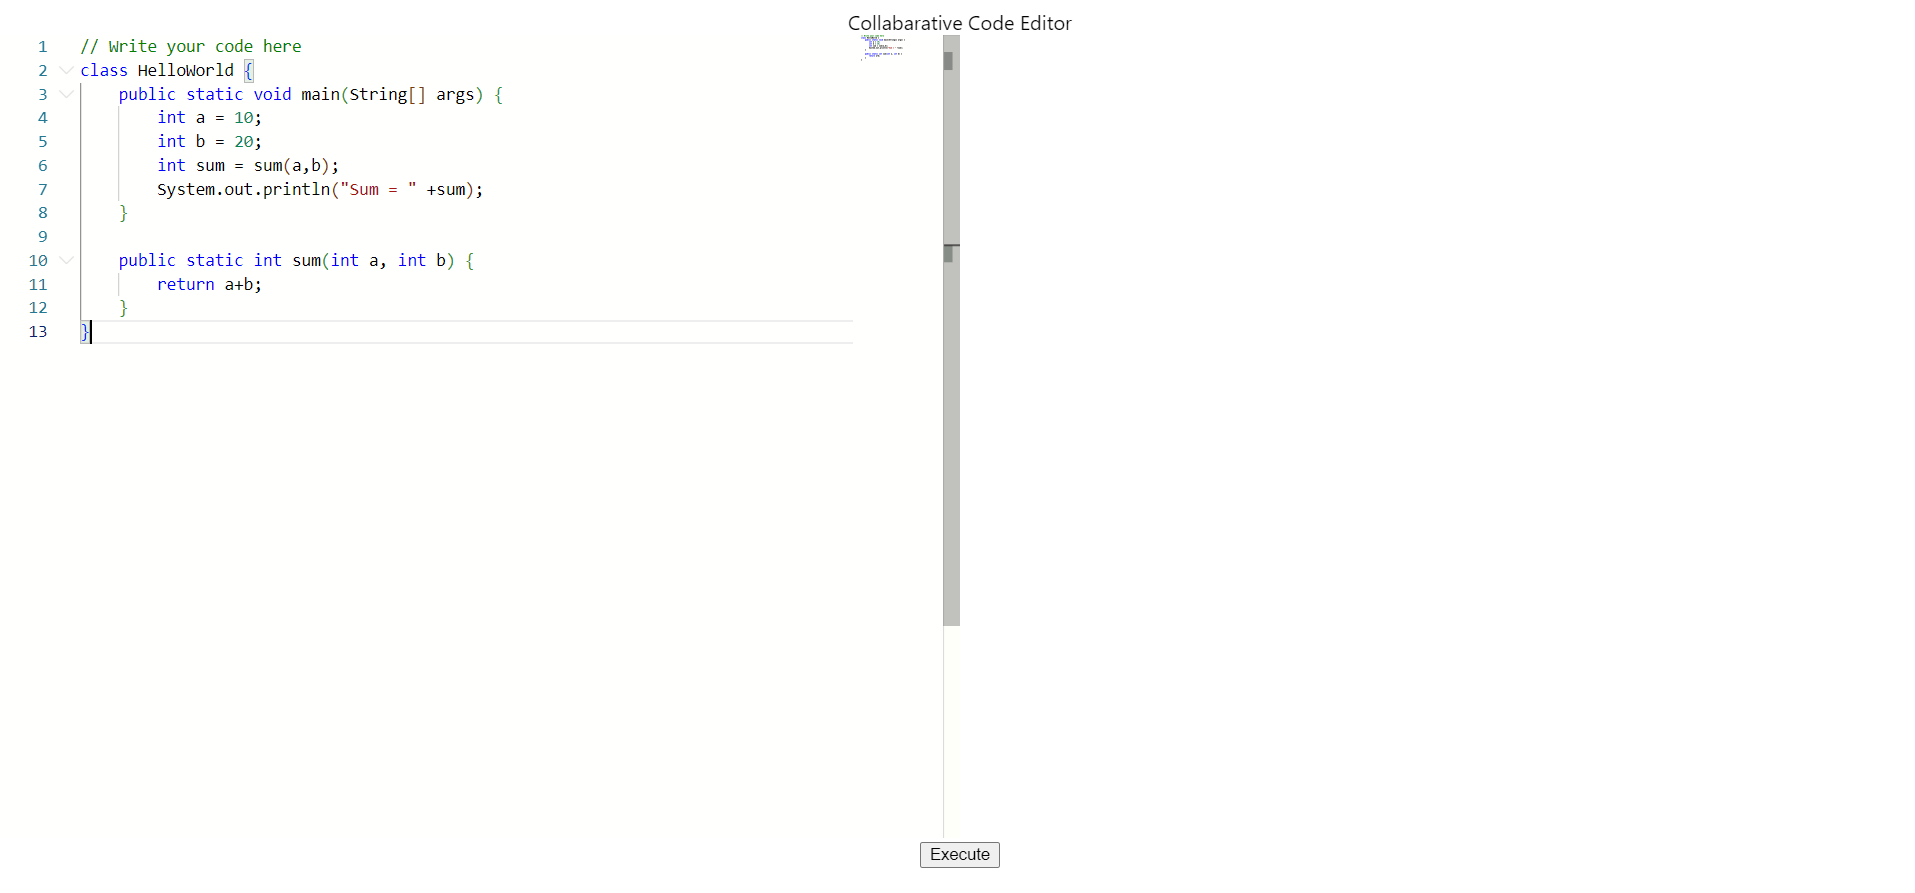 Collabarative Code Editor
1 // Write your code here
2 class HelloWorld {
3     public static void main(String[] args) {
4         int a = 10;
5         int b = 20;
6         int sum = sum(a,b);
7         System.out.println("Sum = " +sum);
8     }
9
10     public static int sum(int a, int b) {
11         return a+b;
12     }
13 }
Execute